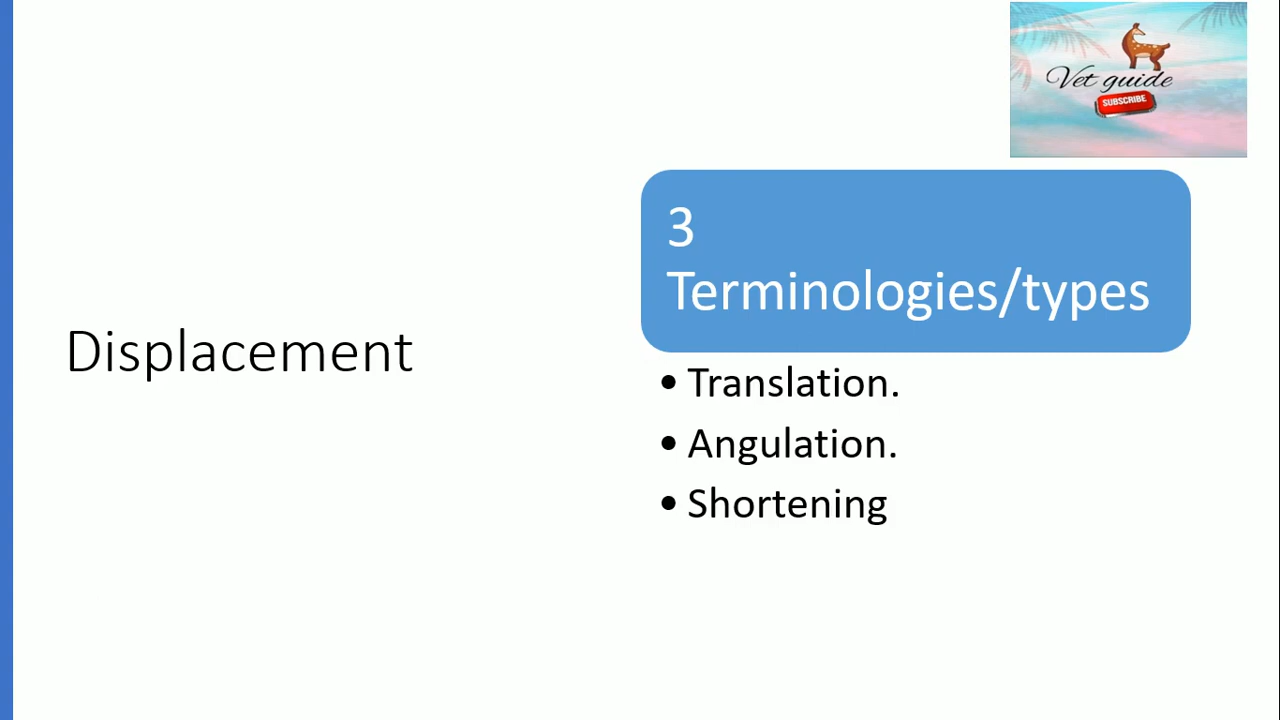 Vet guide
SUBSCRIBE
3
Terminologies/types
Displacement
• Translation.
• Angulation.
• Shortening